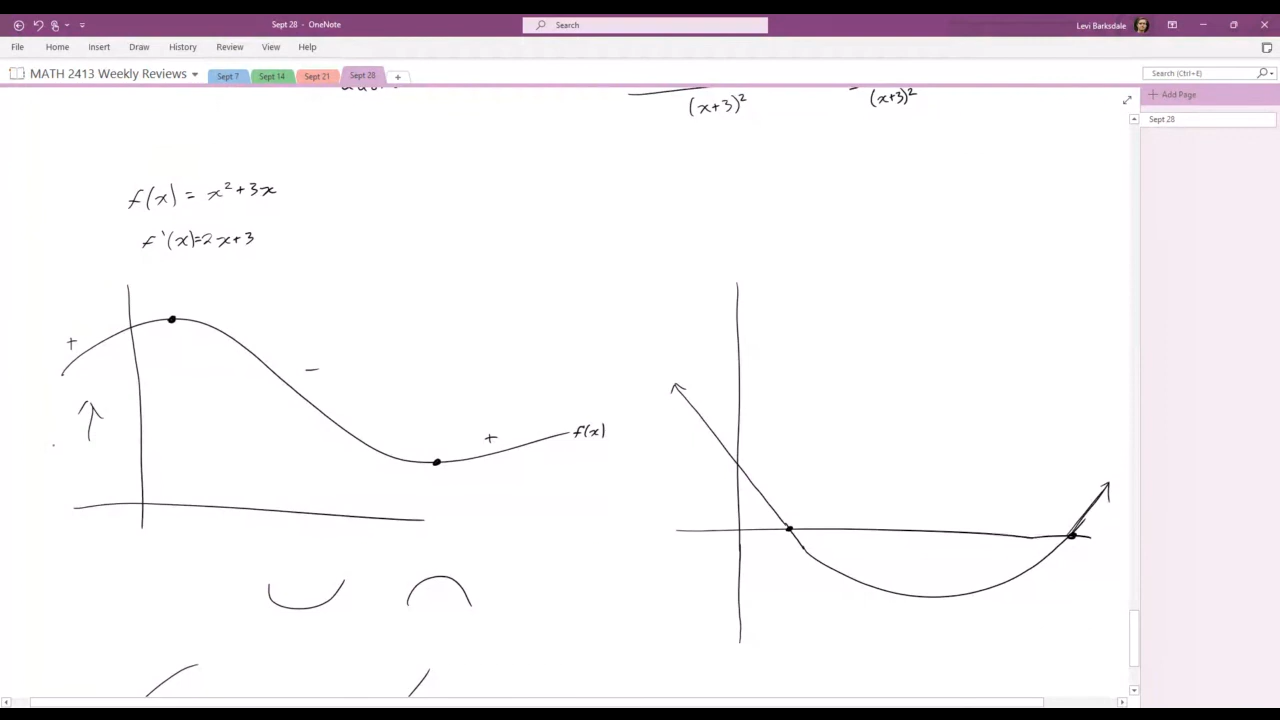 Sept 28 - OneNote
Search
Levi Barksdale
File Home Insert Draw History Review View Help
MATH 2413 Weekly Reviews
Sept 7
Sept 14
Sept 21
Sept 28
Search (Ctrl+E)
Add Page
Sept 28
(x+3)²
= (x+3)²
f(x) = x²+3x
f'(x)=2x+3
+
−
+
f(x)